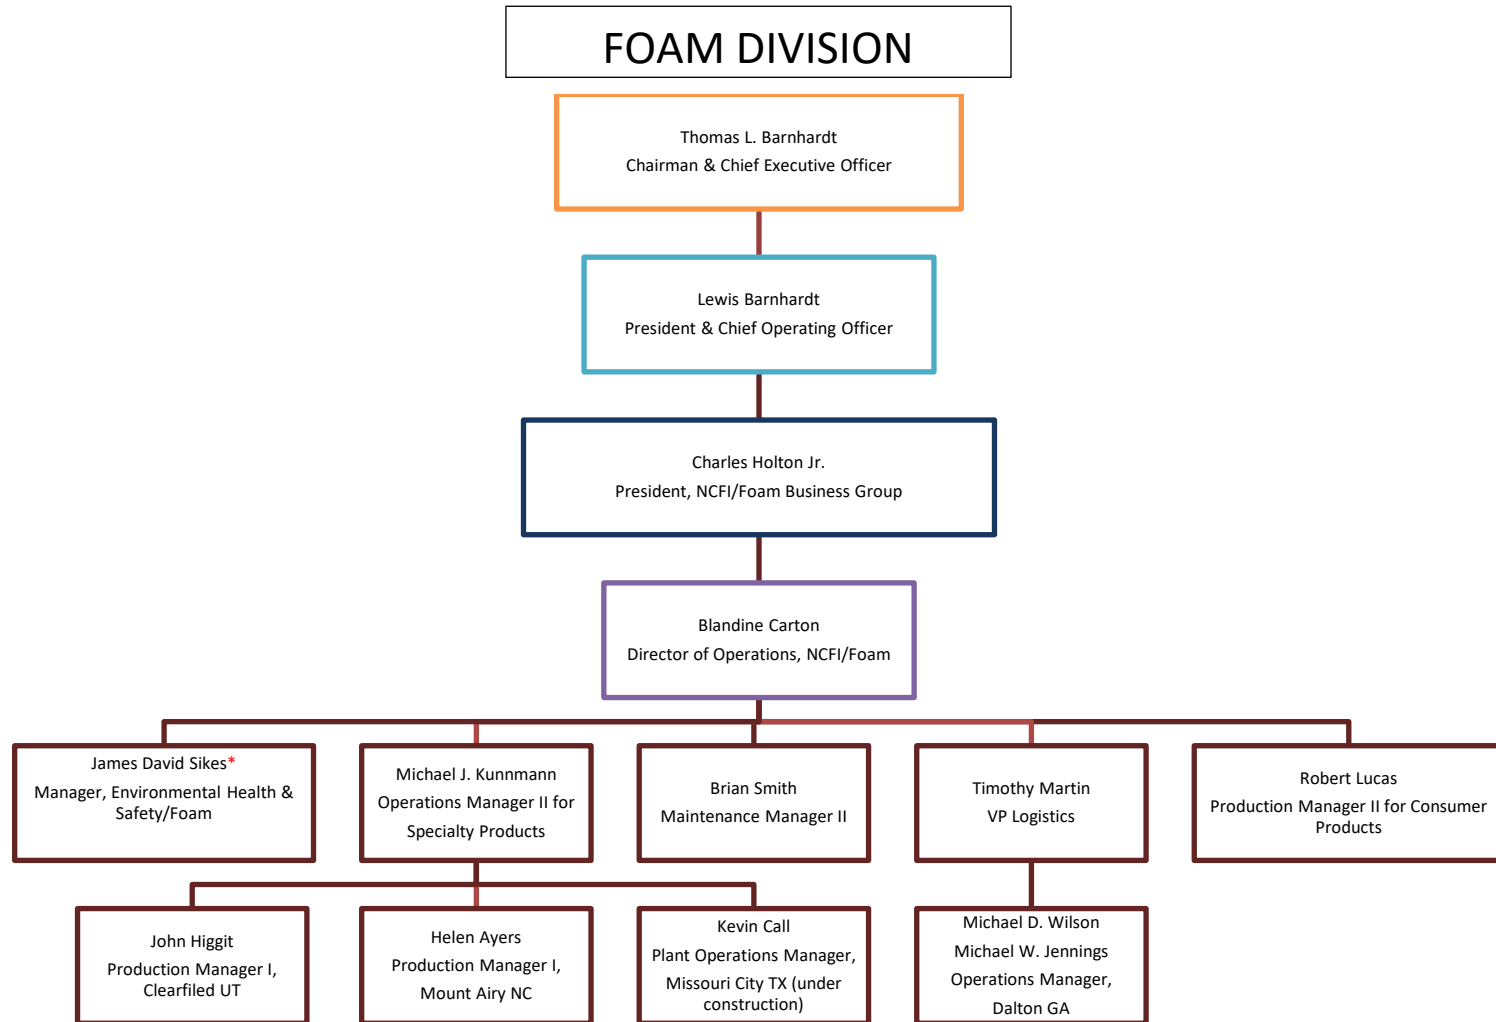 FOAM DIVISION
Thomas L. Barnhardt
Chairman & Chief Executive Officer
Lewis Barnhardt
President & Chief Operating Officer
Charles Holton Jr.
President, NCFI/Foam Business Group
Blandine Carton
Director of Operations, NCFI/Foam
James David Sikes*
Manager, Environmental Health &
Safety/Foam
Michael J. Kunnmann
Operations Manager II for
Specialty Products
Brian Smith
Maintenance Manager II
Timothy Martin
VP Logistics
Robert Lucas
Production Manager II for Consumer
Products
John Higgit
Production Manager I,
Clearfiled UT
Helen Ayers
Production Manager I,
Mount Airy NC
Kevin Call
Plant Operations Manager,
Missouri City TX (under
construction)
Michael D. Wilson
Michael W. Jennings
Operations Manager,
Dalton GA